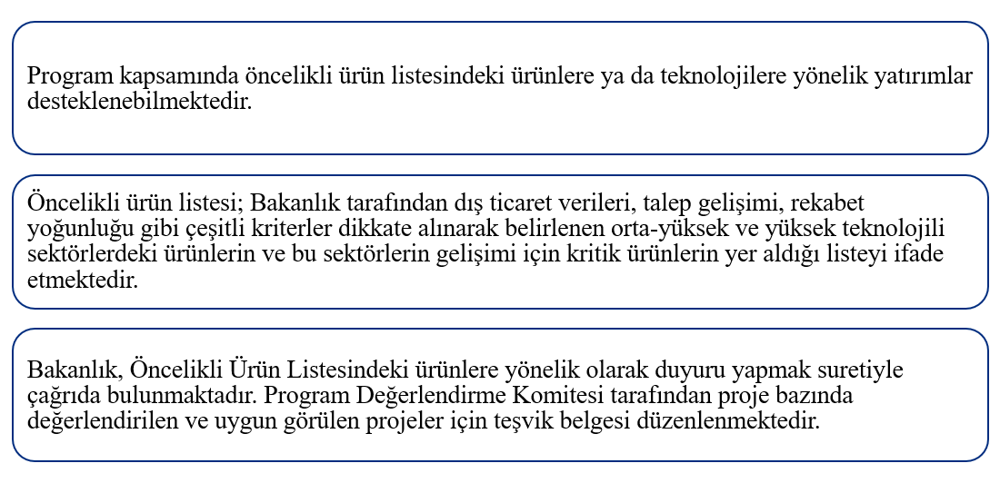 Program kapsamında öncelikli ürün listesindeki ürünlere ya da teknolojilere yönelik yatırımlar
desteklenebilmektedir.
Öncelikli ürün listesi; Bakanlık tarafından dış ticaret verileri, talep gelişimi, rekabet
yoğunluğu gibi çeşitli kriterler dikkate alınarak belirlenen orta-yüksek ve yüksek teknolojili
sektörlerdeki ürünlerin ve bu sektörlerin gelişimi için kritik ürünlerin yer aldığı listeyi ifade
etmektedir.
Bakanlık, Öncelikli Ürün Listesindeki ürünlere yönelik olarak duyuru yapmak suretiyle
çağrıda bulunmaktadır. Program Değerlendirme Komitesi tarafından proje bazında
değerlendirilen ve uygun görülen projeler için teşvik belgesi düzenlenmektedir.